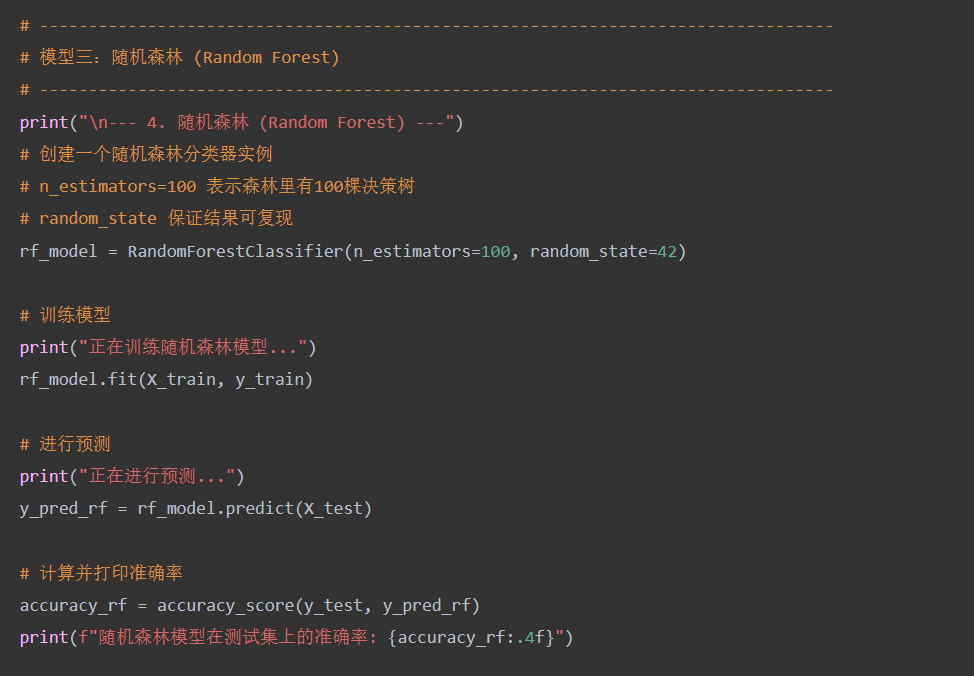 # ---------------------------------------------------------------------------------
# 模型三：随机森林 (Random Forest)
# ---------------------------------------------------------------------------------
print("\n--- 4. 随机森林 (Random Forest) ---")
# 创建一个随机森林分类器实例
# n_estimators=100 表示森林里有100棵决策树
# random_state 保证结果可复现
rf_model = RandomForestClassifier(n_estimators=100, random_state=42)
# 训练模型
print("正在训练随机森林模型...")
rf_model.fit(X_train, y_train)
# 进行预测
print("正在进行预测...")
y_pred_rf = rf_model.predict(X_test)
# 计算并打印准确率
accuracy_rf = accuracy_score(y_test, y_pred_rf)
print(f"随机森林模型在测试集上的准确率: {accuracy_rf:.4f}")